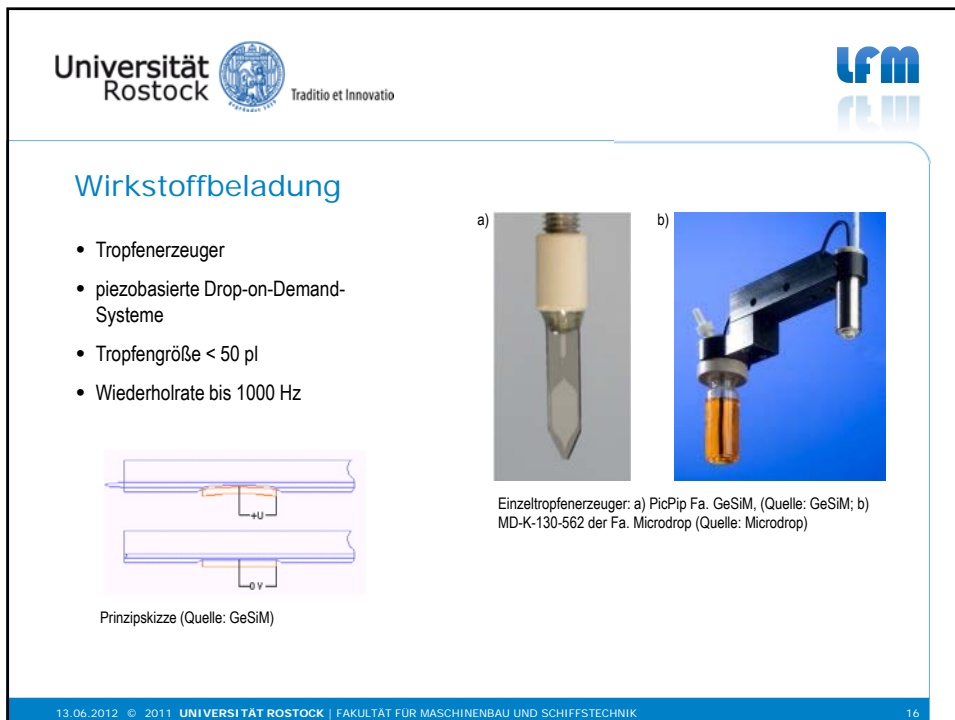 Universität
Rostock
Traditio et Innovatio
LFM
Wirkstoffbeladung
• Tropfenerzeuger
• piezobasierte Drop-on-Demand-
Systeme
• Tropfengröße < 50 pl
• Wiederholrate bis 1000 Hz
+U
0 V
Prinzipskizze (Quelle: GeSiM)
a)
b)
Einzeltropfenerzeuger: a) PicPip Fa. GeSiM, (Quelle: GeSiM; b)
MD-K-130-562 der Fa. Microdrop (Quelle: Microdrop)
13.06.2012 © 2011 UNIVERSITÄT ROSTOCK | FAKULTÄT FÜR MASCHINENBAU UND SCHIFFSTECHNIK 16